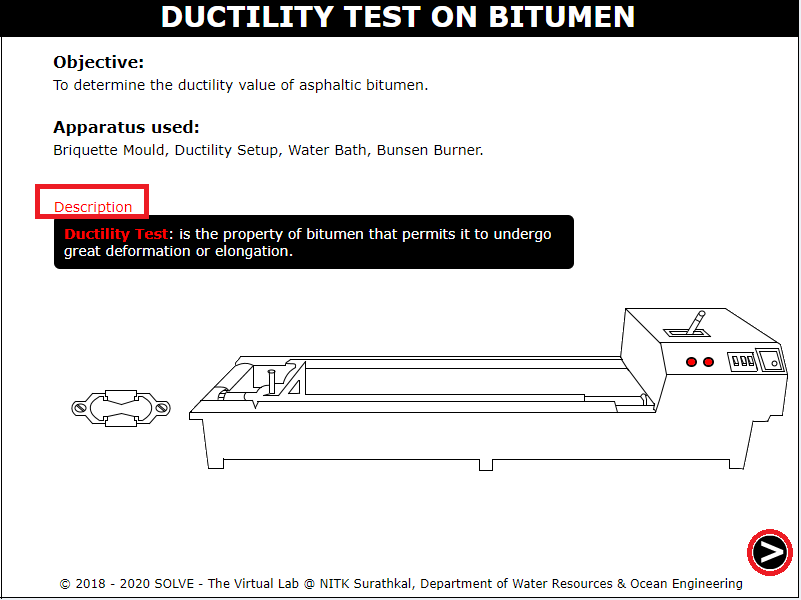 DUCTILITY TEST ON BITUMEN
Objective:
To determine the ductility value of asphaltic bitumen.
Apparatus used:
Briquette Mould, Ductility Setup, Water Bath, Bunsen Burner.
Description
Ductility Test: is the property of bitumen that permits it to undergo
great deformation or elongation.
© 2018 - 2020 SOLVE - The Virtual Lab @ NITK Surathkal, Department of Water Resources & Ocean Engineering